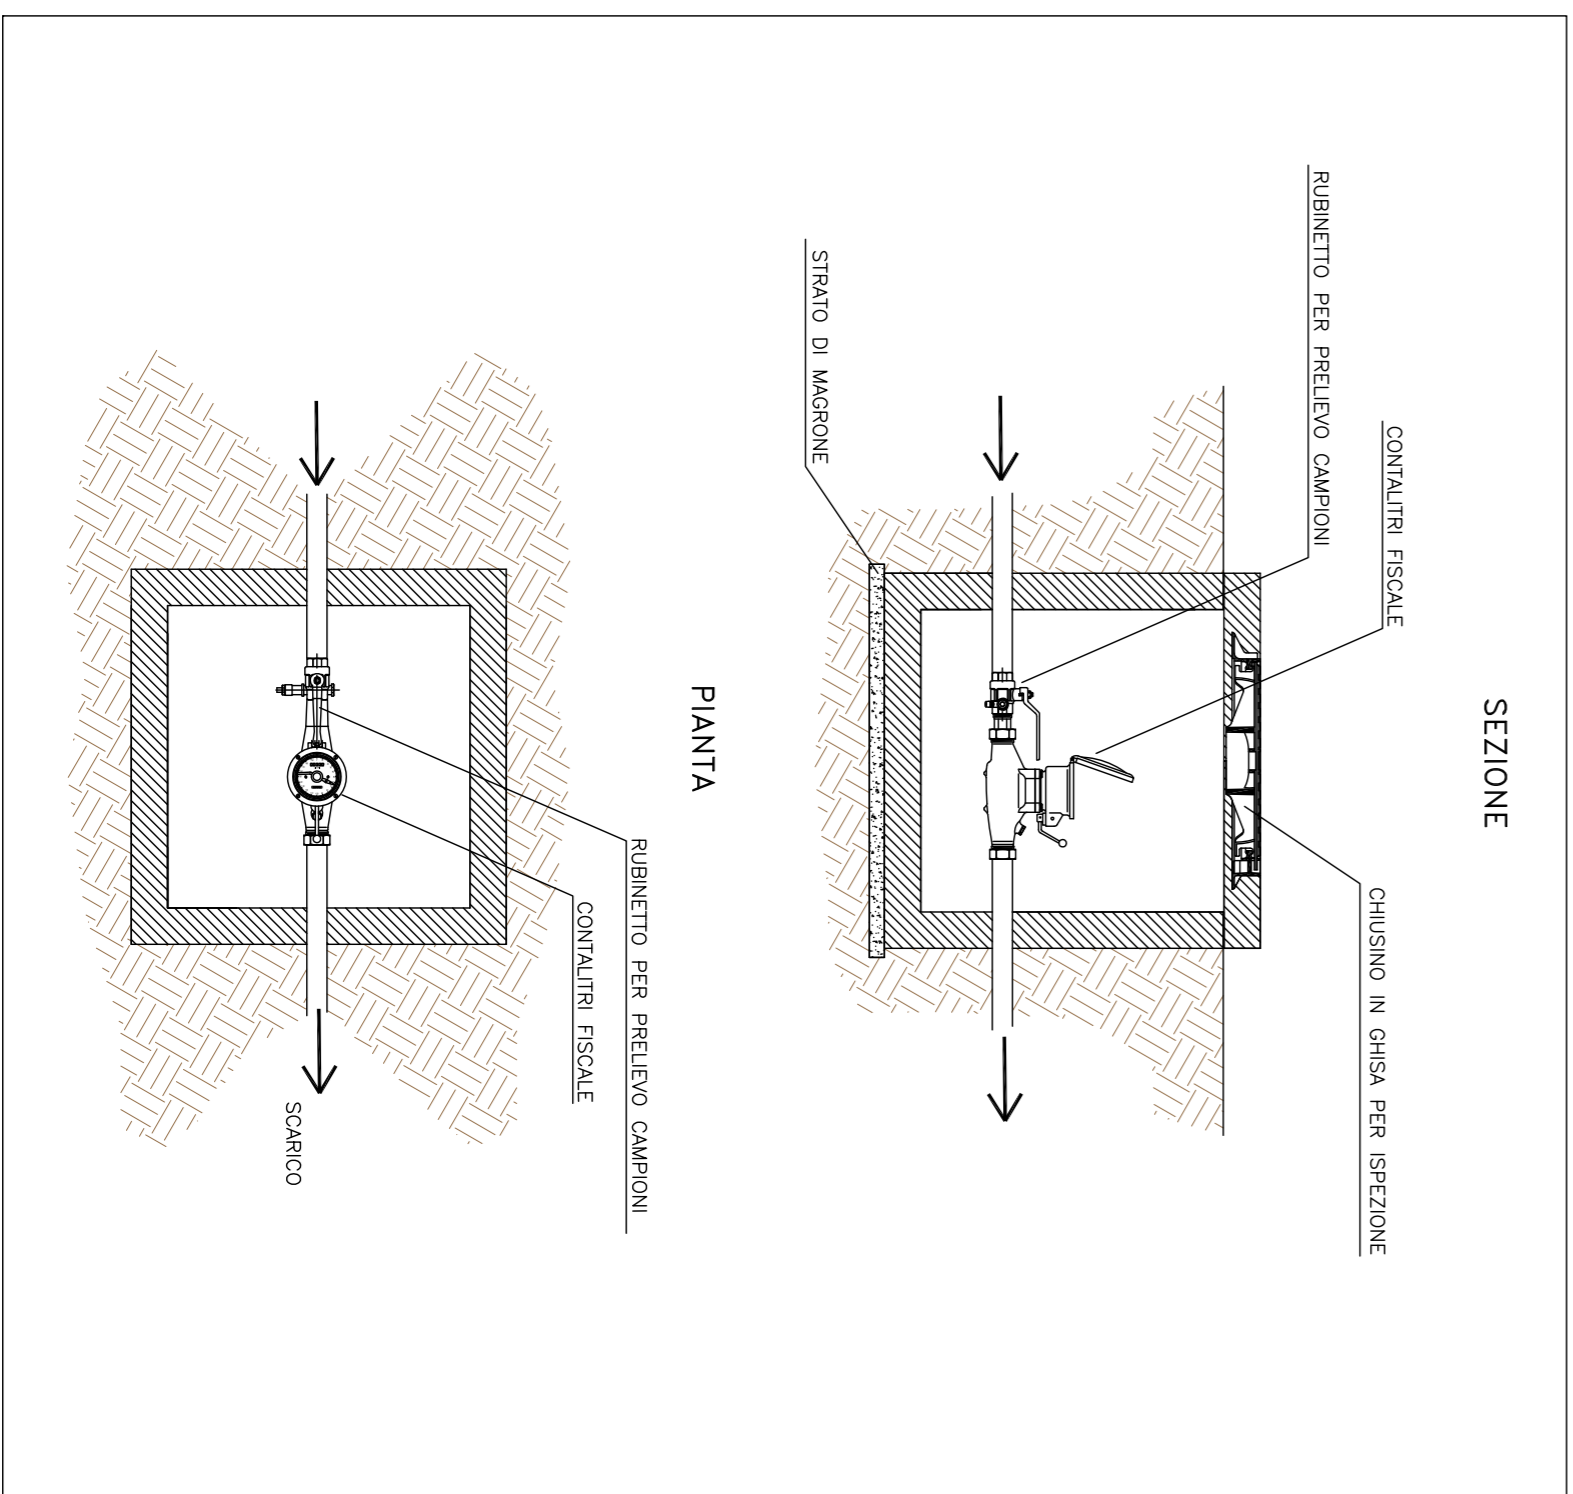 SEZIONE
CONTALITRI FISCALE
CHIUSINO IN GHISA PER ISPEZIONE
RUBINETTO PER PRELIEVO CAMPIONI
STRATO DI MAGRONE
PIANTA
RUBINETTO PER PRELIEVO CAMPIONI
CONTALITRI FISCALE
SCARICO